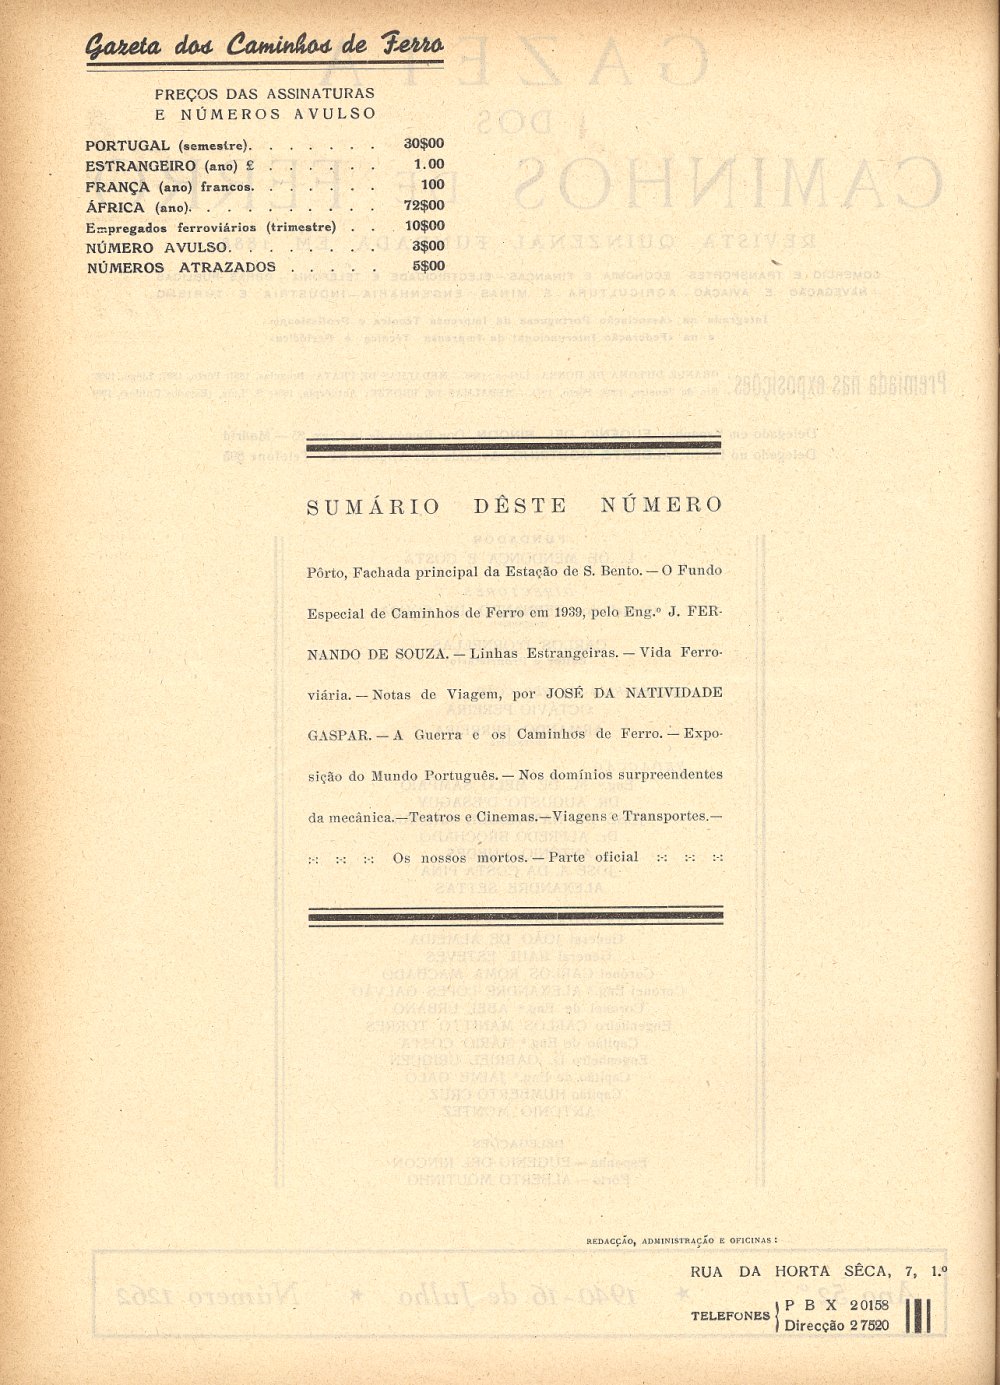 Gazeta dos Caminhos de Ferro
PREÇOS DAS ASSINATURAS
E NÚMEROS AVULSO
PORTUGAL (semestre). . . . . . . 30$00
ESTRANGEIRO (ano) £ . . . . . . 1.00
FRANÇA (ano) francos. . . . . . . 100
ÁFRICA (ano). . . . . . . . . . 72$00
Empregados ferroviários (trimestre) . . 10$00
NÚMERO AVULSO. . . . . . . . 3$00
NÚMEROS ATRAZADOS . . . . . 5$00
SUMÁRIO DÊSTE NÚMERO
Pôrto, Fachada principal da Estação de S. Bento. — O Fundo
Especial de Caminhos de Ferro em 1939, pelo Eng.º J. FER-
NANDO DE SOUZA. — Linhas Estrangeiras. — Vida Ferro-
viária. — Notas de Viagem, por JOSÉ DA NATIVIDADE
GASPAR. — A Guerra e os Caminhos de Ferro. — Expo-
sição do Mundo Português. — Nos domínios surpreendentes
da mecânica.—Teatros e Cinemas.—Viagens e Transportes.—
:-: :-: :-: Os nossos mortos. — Parte oficial :-: :-: :-:
REDACÇÃO, ADMINISTRAÇÃO E OFICINAS :
RUA DA HORTA SÊCA, 7, 1.º
TELEFONES { P B X 20158
Direcção 27520